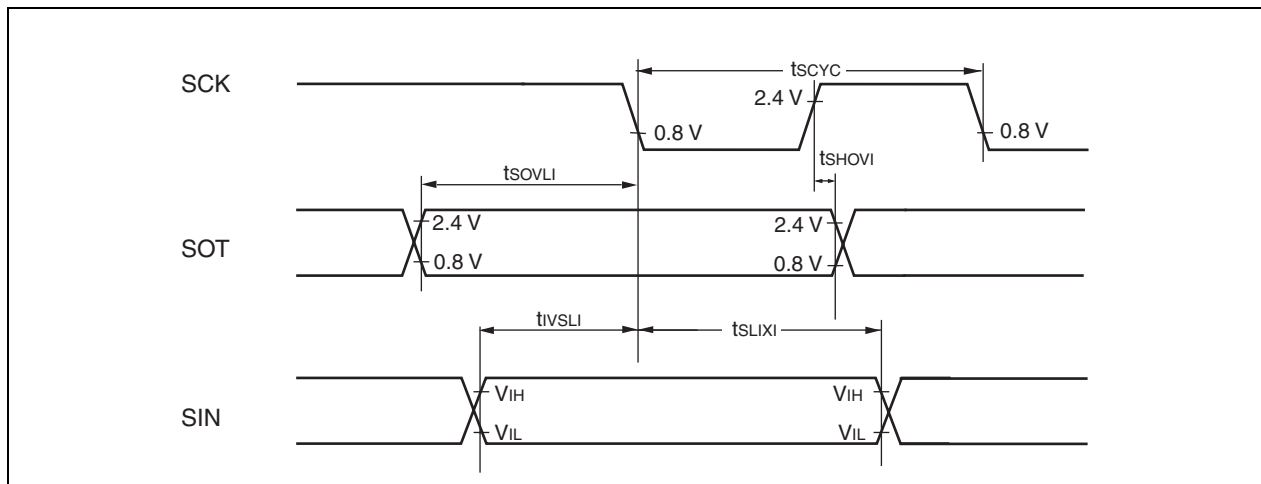 SCK
tSCYC
2.4 V
0.8 V
0.8 V
tSHOVI
tSOVLI
SOT
2.4 V
0.8 V
2.4 V
0.8 V
tIVSLI
tSLIXI
SIN
VIH
VIL
VIH
VIL